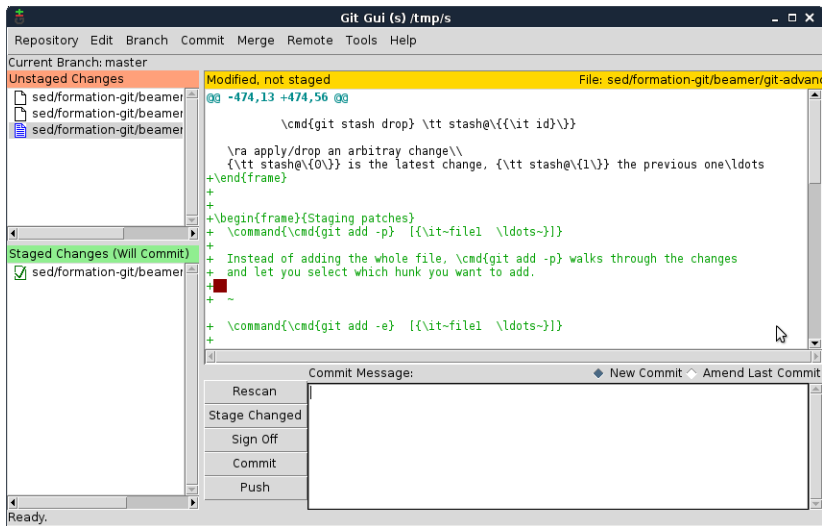 Git Gui (s) /tmp/s
Repository Edit Branch Commit Merge Remote Tools Help
Current Branch: master
Unstaged Changes
sed/formation-git/beamer
sed/formation-git/beamer
sed/formation-git/beamer
Staged Changes (Will Commit)
sed/formation-git/beamer
Modified, not staged File: sed/formation-git/beamer/git-advanc
@@ -474,13 +474,56 @@
\cmd{git stash drop} \tt stash@\{{\it id}\}}
\ra apply/drop an arbitray change\\
{\tt stash@\{0\}} is the latest change, {\tt stash@\{1\}} the previous one\ldots
+\end{frame}
+
+
+\begin{frame}{Staging patches}
+ \command{\cmd{git add -p} [{\it~file1 \ldots~}]}
+
+ Instead of adding the whole file, \cmd{git add -p} walks through the changes
+ and let you select which hunk you want to add.
+
+ ~
+ \command{\cmd{git add -e} [{\it~file1 \ldots~}]}
+
Commit Message: New Commit Amend Last Commit
Rescan
Stage Changed
Sign Off
Commit
Push
Ready.